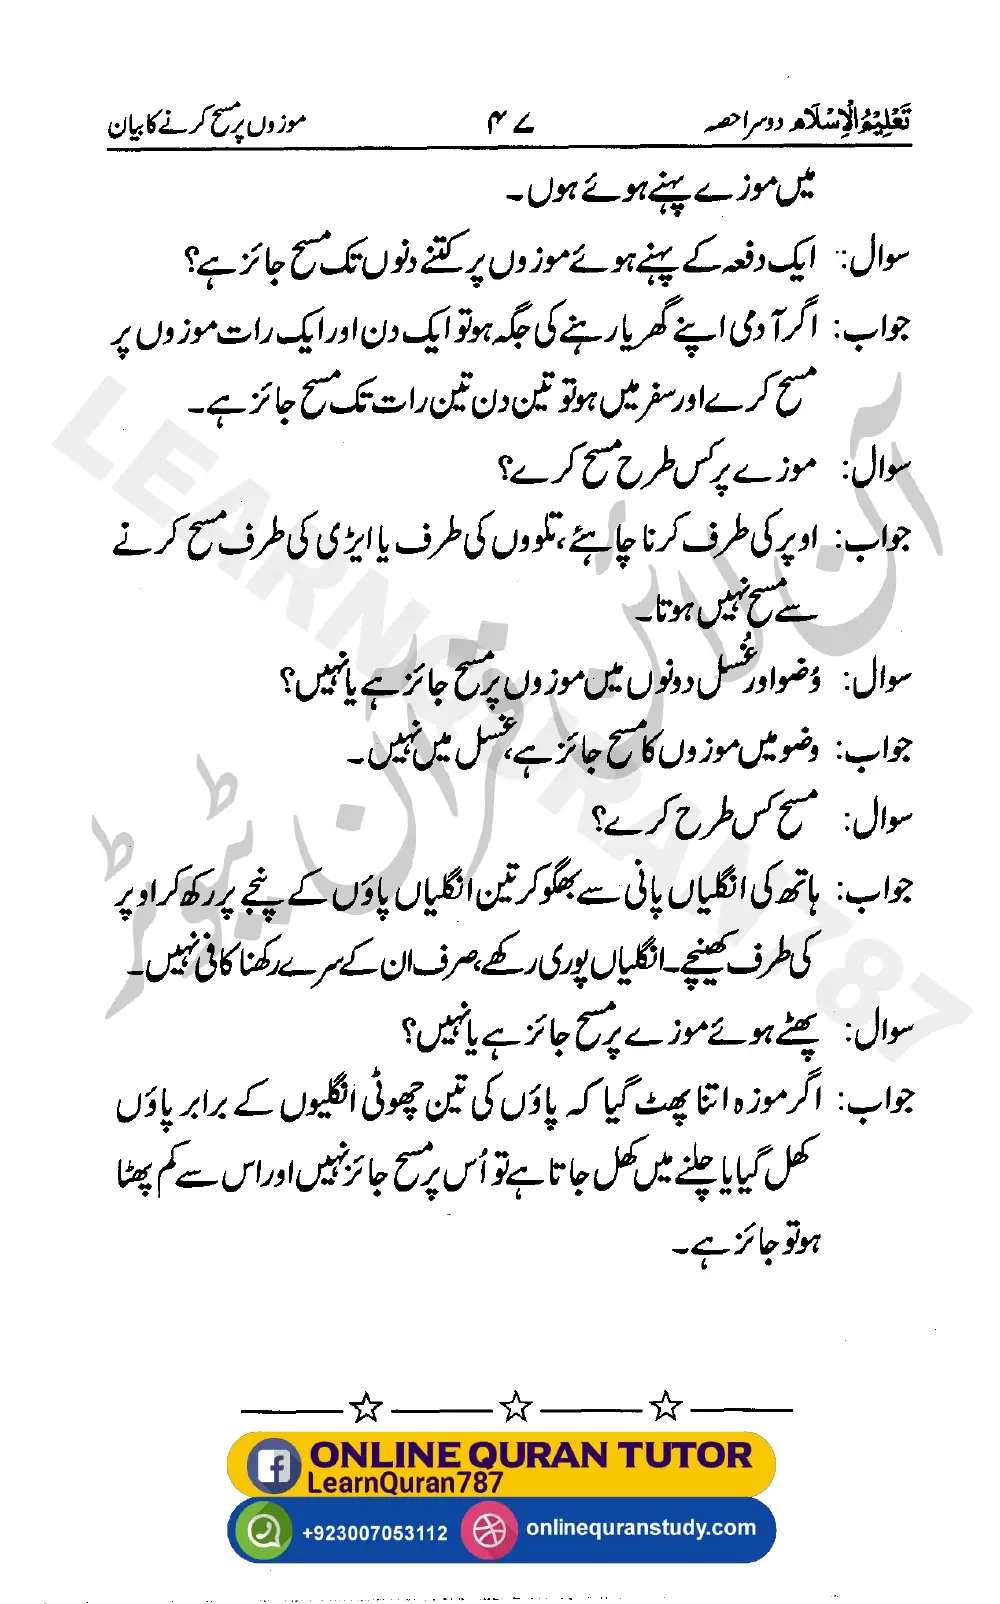 تَعْلِیْمُ الْاِسْلَام دوسرا حصہ ۴۷ موزوں پر مسح کرنے کا بیان
میں موزے پہنے ہوئے ہوں۔
سوال: ایک دفعہ کے پہنے ہوئے موزوں پر کتنے دنوں تک مسح جائز ہے؟
جواب: اگر آدمی اپنے گھر یا رہنے کی جگہ ہو تو ایک دن اور ایک رات موزوں پر
مسح کرے اور سفر میں ہو تو تین دن تین رات تک مسح جائز ہے۔
سوال: موزے پر کس طرح مسح کرے؟
جواب: اوپر کی طرف کرنا چاہئے، تلووں کی طرف یا ایڑی کی طرف مسح کرنے
سے مسح نہیں ہوتا۔
سوال: وُضو اور غُسل دونوں میں موزوں پر مسح جائز ہے یا نہیں؟
جواب: وضو میں موزوں کا مسح جائز ہے، غسل میں نہیں۔
سوال: مسح کس طرح کرے؟
جواب: ہاتھ کی انگلیاں پانی سے بھگو کر تین انگلیاں پاؤں کے پنجے پر رکھ کر اوپر
کی طرف کھینچے۔ انگلیاں پوری رکھے، صرف ان کے سرے رکھنا کافی نہیں۔
سوال: پھٹے ہوئے موزے پر مسح جائز ہے یا نہیں؟
جواب: اگر موزہ اتنا پھٹ گیا کہ پاؤں کی تین چھوٹی انگلیوں کے برابر پاؤں
کھل گیا یا چلنے میں کھل جاتا ہے تو اُس پر مسح جائز نہیں اور اس سے کم پھٹا
ہو تو جائز ہے۔
آن لائن قرآن ٹیوٹر
LEARNQURAN787
ONLINE QURAN TUTOR
LearnQuran787
+923007053112 onlinequranstudy.com